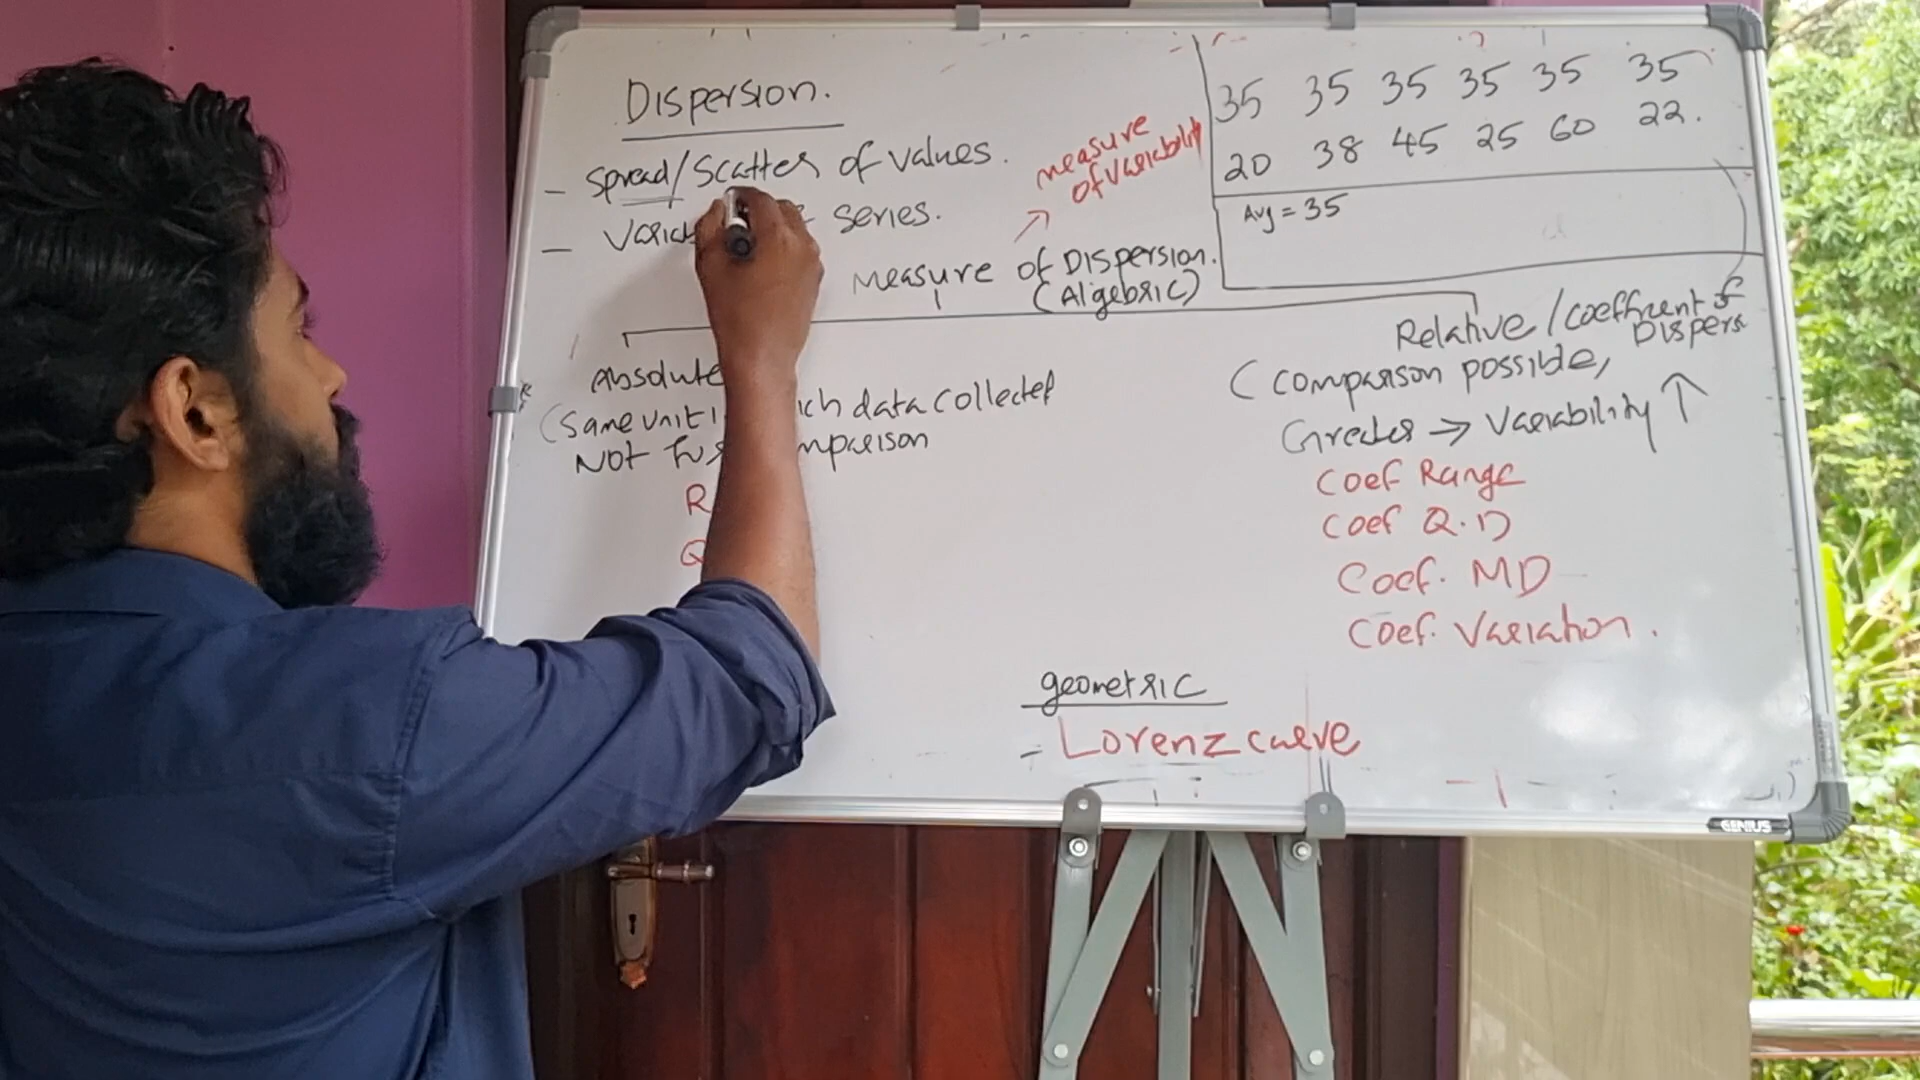 Dispersion.
- Spread/Scatter of values.
- series.
measure of variability
measure of Dispersion.
(Algebric)
35 35 35 35 35 35
20 38 45 25 60 22.
Avg = 35
Absolute
(Same unit data collected
NOT comparison
R
Q
Relative/coefficient of Dispers
(comparison possible,
Greater → Variability ↑
Coef Range
Coef Q.D
Coef. MD
Coef. Variation.
geometric
- Lorenz curve
GENIUS